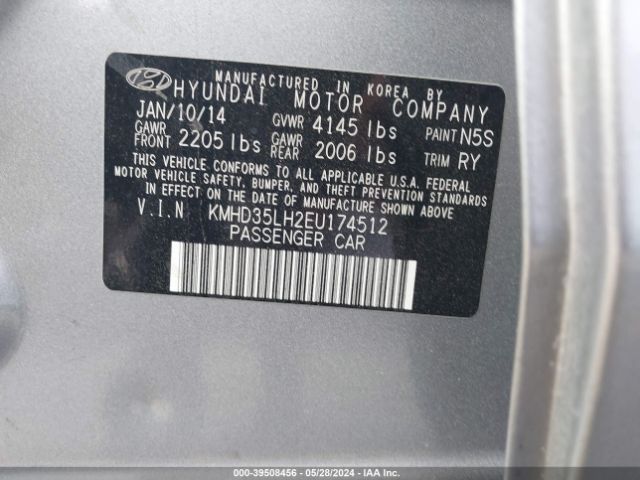 MANUFACTURED IN KOREA BY
HYUNDAI MOTOR COMPANY
JAN/10/14 GVWR 4145 lbs PAINT N5S
GAWR FRONT 2205 lbs GAWR REAR 2006 lbs TRIM RY
THIS VEHICLE CONFORMS TO ALL APPLICABLE U.S.A. FEDERAL
MOTOR VEHICLE SAFETY, BUMPER, AND THEFT PREVENTION STANDARDS
IN EFFECT ON THE DATE OF MANUFACTURE SHOWN ABOVE
V.I.N KMHD35LH2EU174512
PASSENGER CAR
000-39508456 - 05/28/2024 - IAA Inc.